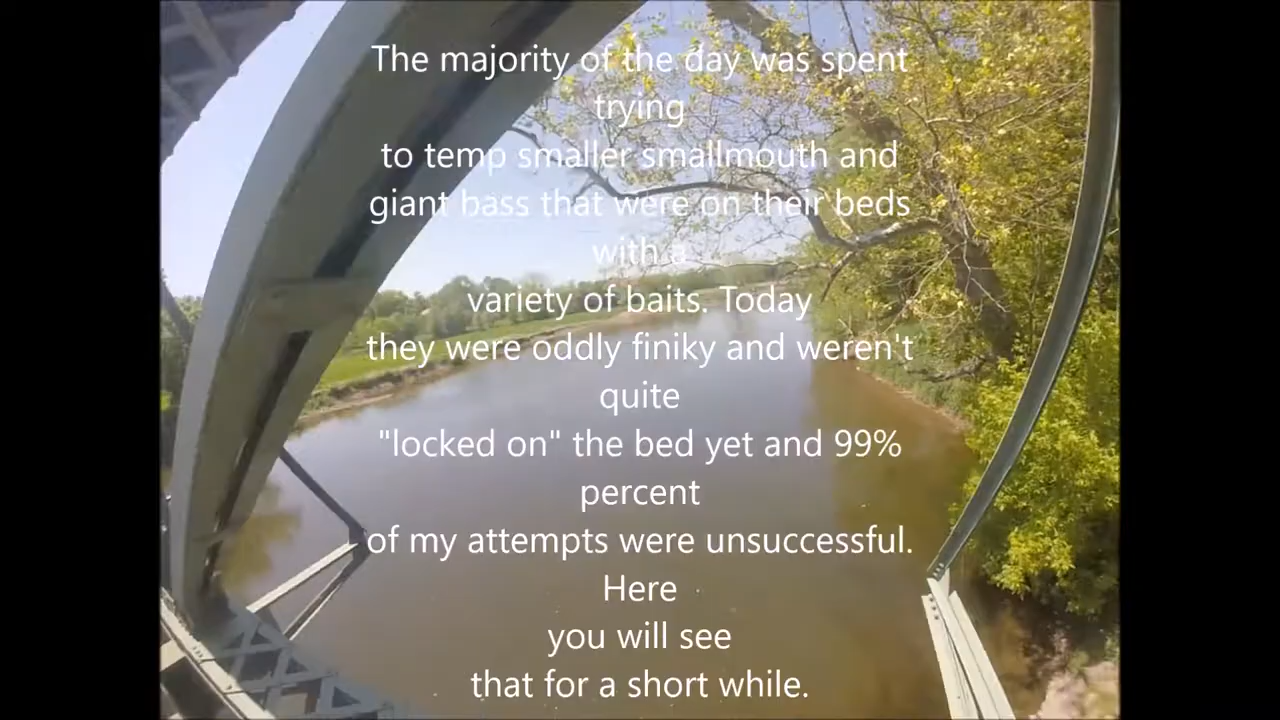 The majority of the day was spent
trying
to temp smaller smallmouth and
giant bass that were on their beds
with a
variety of baits. Today
they were oddly finiky and weren't
quite
"locked on" the bed yet and 99%
percent
of my attempts were unsuccessful.
Here
you will see
that for a short while.